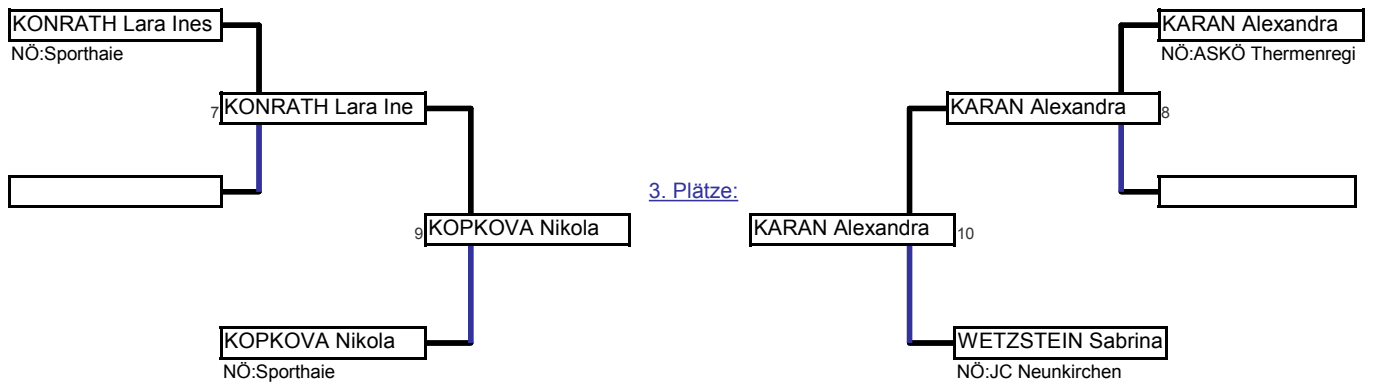 KONRATH Lara Ines
NÖ:Sporthaie
KARAN Alexandra
NÖ:ASKÖ Thermenregi
7 KONRATH Lara Ine
KARAN Alexandra 8
3. Plätze:
9 KOPKOVA Nikola
KARAN Alexandra 10
KOPKOVA Nikola
NÖ:Sporthaie
WETZSTEIN Sabrina
NÖ:JC Neunkirchen